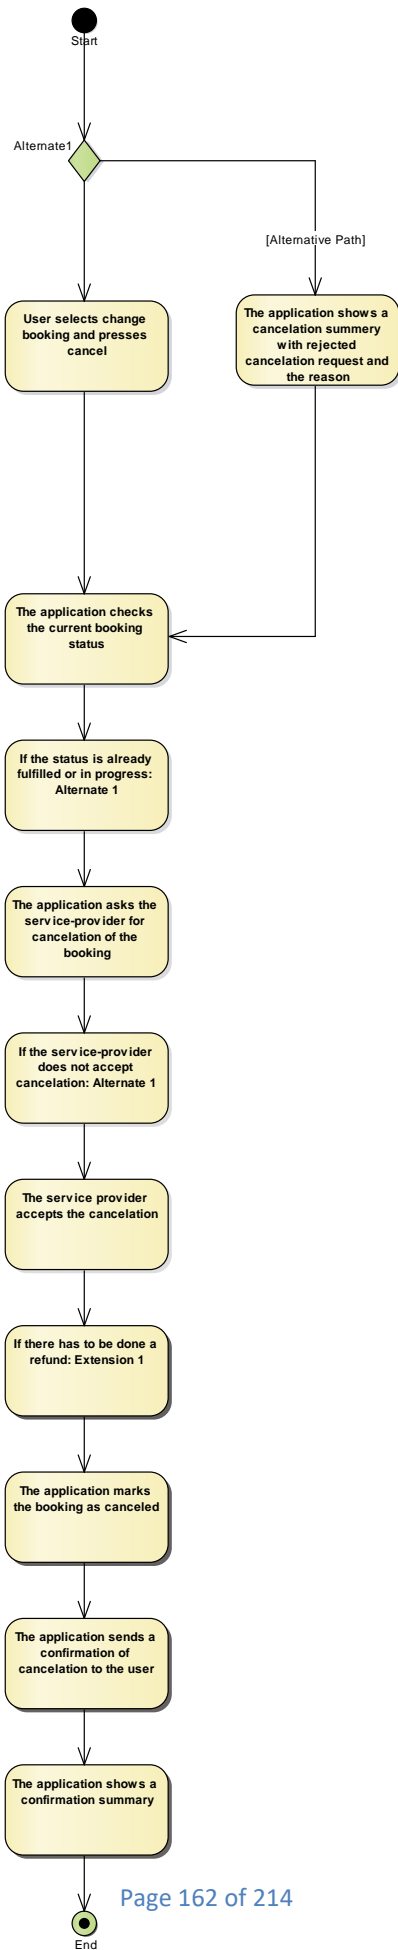 Start
Alternate1
[Alternative Path]
User selects change
booking and presses
cancel
The application shows a
cancelation summery
with rejected
cancelation request and
the reason
The application checks
the current booking
status
If the status is already
fulfilled or in progress:
Alternate 1
The application asks the
service-provider for
cancelation of the
booking
If the service-provider
does not accept
cancelation: Alternate 1
The service provider
accepts the cancelation
If there has to be done a
refund: Extension 1
The application marks
the booking as canceled
The application sends a
confirmation of
cancelation to the user
The application shows a
confirmation summary
Page 162 of 214
End